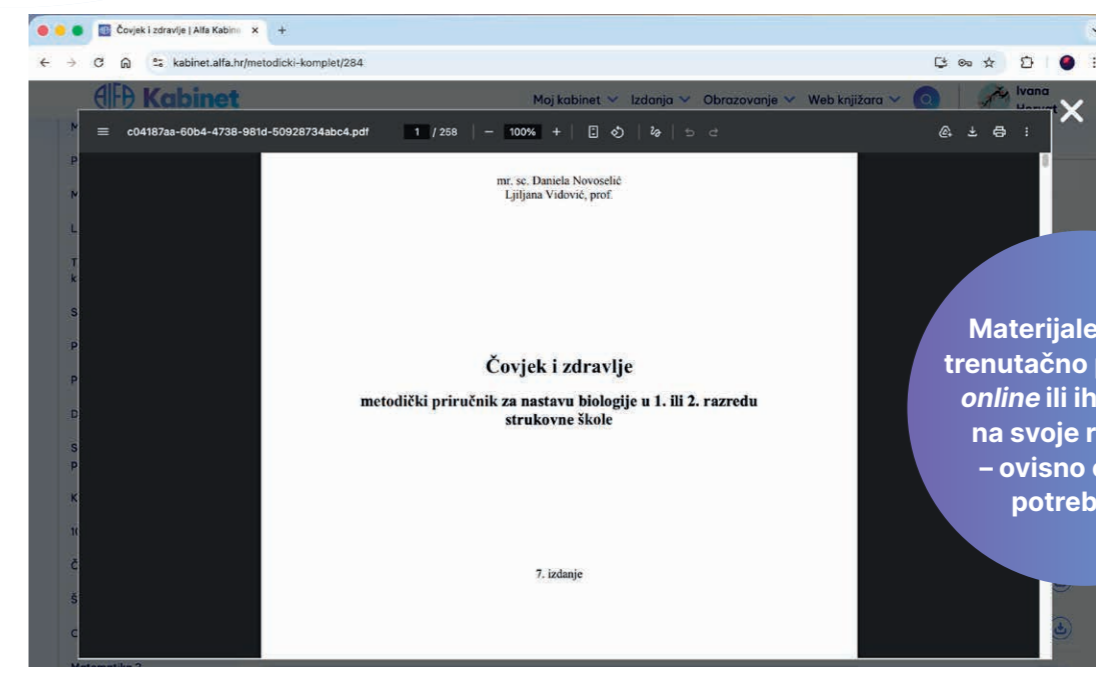 Čovjek i zdravlje | Alfa Kabin
kabinet.alfa.hr/metodicki-komplet/284
ALFA Kabinet
Moj kabinet Izdanja Obrazovanje Web knjižara
Ivana
Horvat
c04187aa-60b4-4738-981d-50928734abc4.pdf 1 / 258 — 100% +
mr. sc. Daniela Novoselić
Ljiljana Vidović, prof.
Čovjek i zdravlje
metodički priručnik za nastavu biologije u 1. ili 2. razredu
strukovne škole
7. izdanje
Materijale
trenutačno
online ili ih
na svoje
– ovisno
potreb